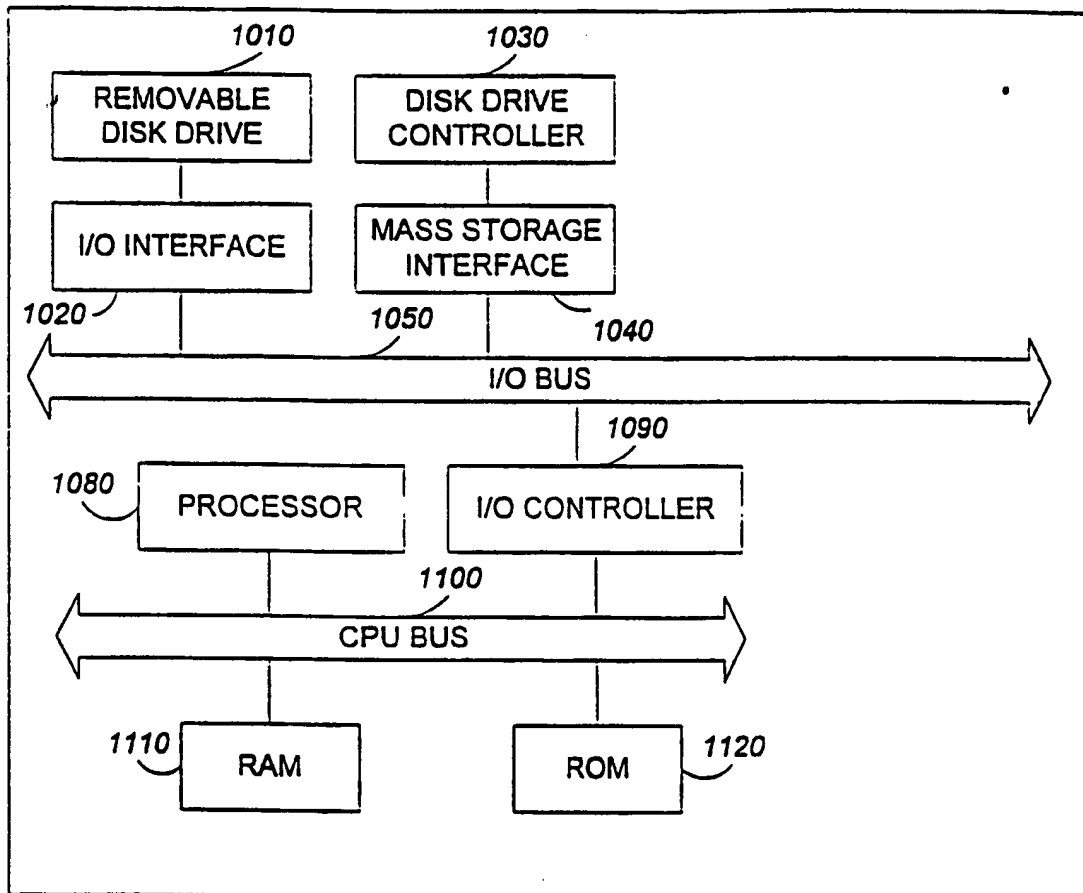 1010
1030
REMOVABLE
DISK DRIVE
DISK DRIVE
CONTROLLER
I/O INTERFACE
MASS STORAGE
INTERFACE
1020
1050
1040
I/O BUS
1090
1080
PROCESSOR
I/O CONTROLLER
1100
CPU BUS
1110
RAM
ROM
1120